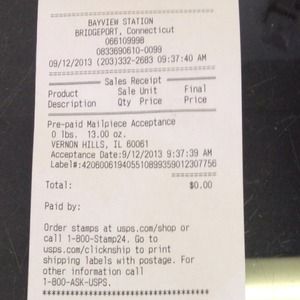 ************************
BAYVIEW STATION
BRIDGEPORT, Connecticut
066109998
0833690610-0099
09/12/2013 (203)332-2683 09:37:40 AM
Sales Receipt
Product Sale Unit Final
Description Qty Price Price
Pre-paid Mailpiece Acceptance
0 lbs. 13.00 oz.
VERNON HILLS, IL 60061
Acceptance Date:9/12/2013 9:37:39 AM
Label#:420600619405510899359012307756
========
Total: $0.00
Paid by:
Order stamps at usps.com/shop or
call 1-800-Stamp24. Go to
usps.com/clicknship to print
shipping labels with postage. For
other information call
1-800-ASK-USPS.
************************